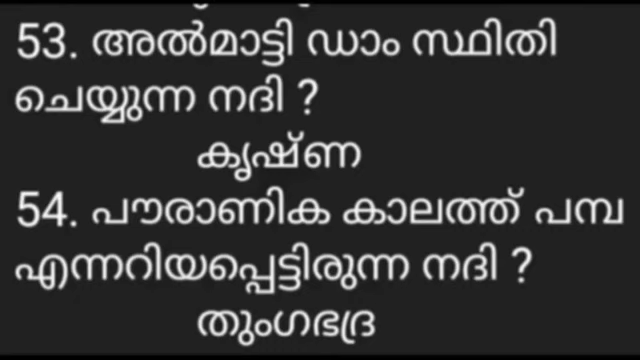 53. അൽമാട്ടി ഡാം സ്ഥിതി
ചെയ്യുന്ന നദി ?
കൃഷ്ണ
54. പൗരാണിക കാലത്ത് പമ്പ
എന്നറിയപ്പെട്ടിരുന്ന നദി ?
തുംഗഭദ്ര